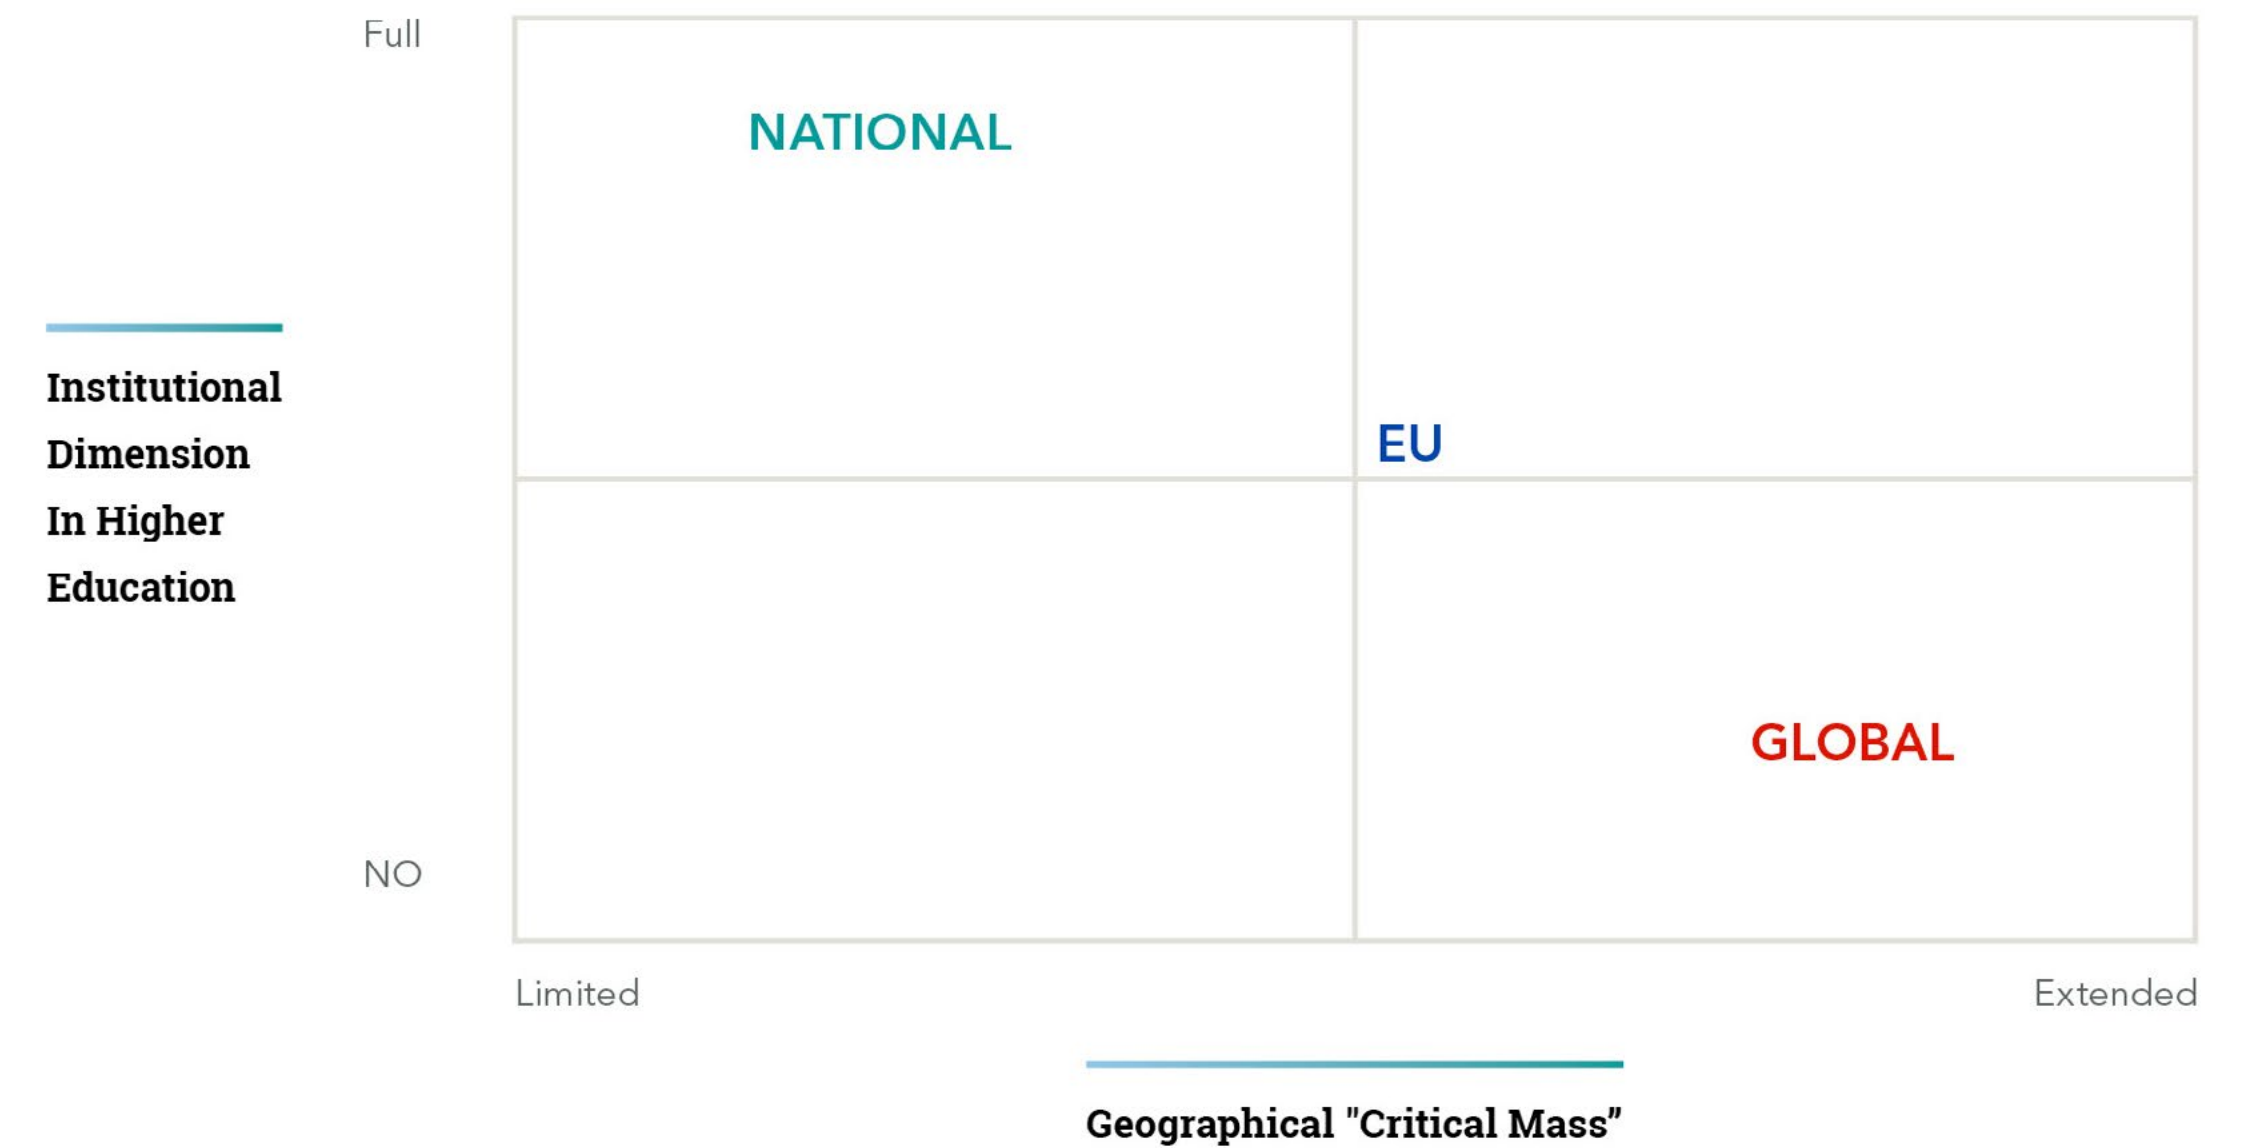 Full
NATIONAL
Institutional
Dimension
In Higher
Education
EU
GLOBAL
NO
Limited
Extended
Geographical "Critical Mass”